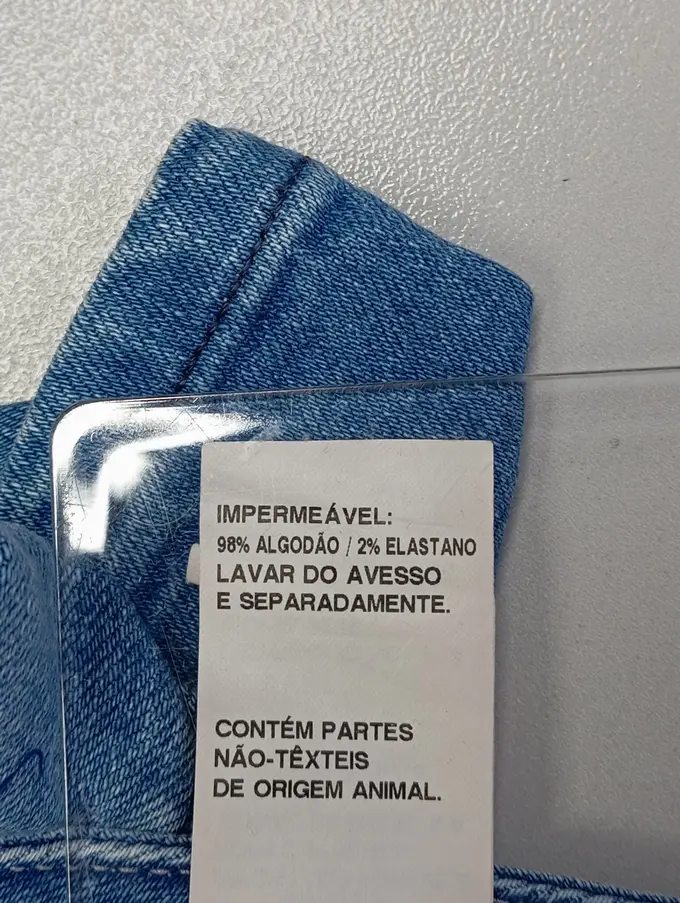 IMPERMEÁVEL:
98% ALGODÃO / 2% ELASTANO
LAVAR DO AVESSO
E SEPARADAMENTE.
CONTÉM PARTES
NÃO-TÊXTEIS
DE ORIGEM ANIMAL.